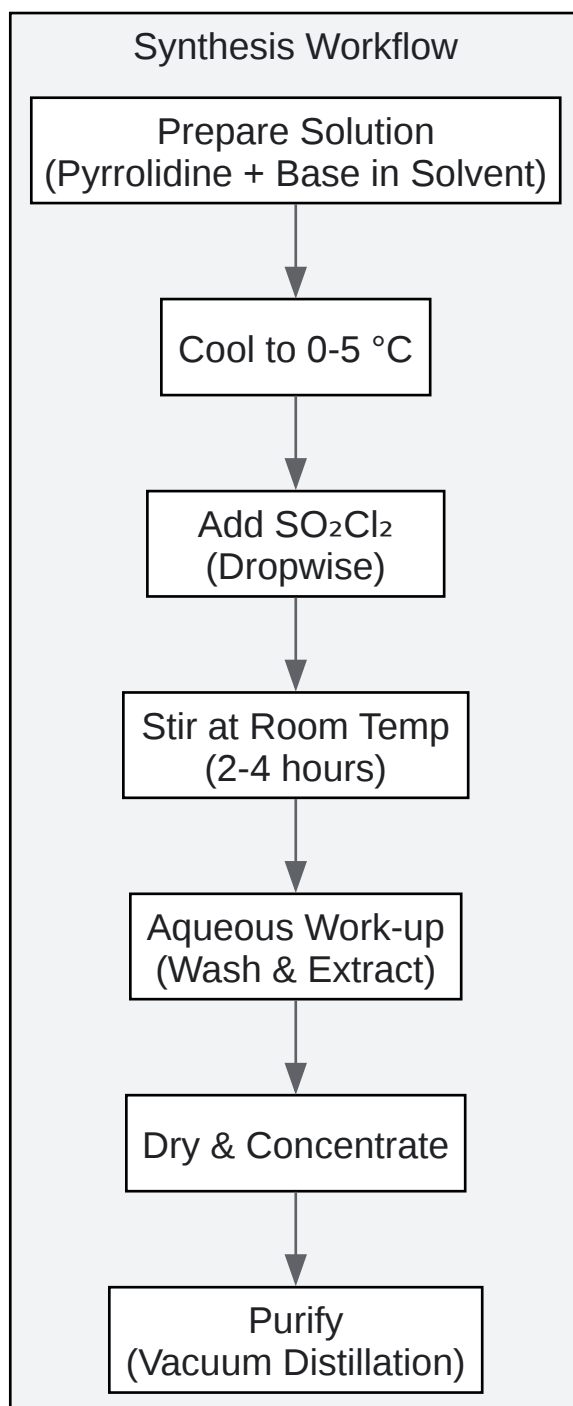 Synthesis Workflow
Prepare Solution
(Pyrrolidine + Base in Solvent)
Cool to 0-5 °C
Add SO₂Cl₂
(Dropwise)
Stir at Room Temp
(2-4 hours)
Aqueous Work-up
(Wash & Extract)
Dry & Concentrate
Purify
(Vacuum Distillation)